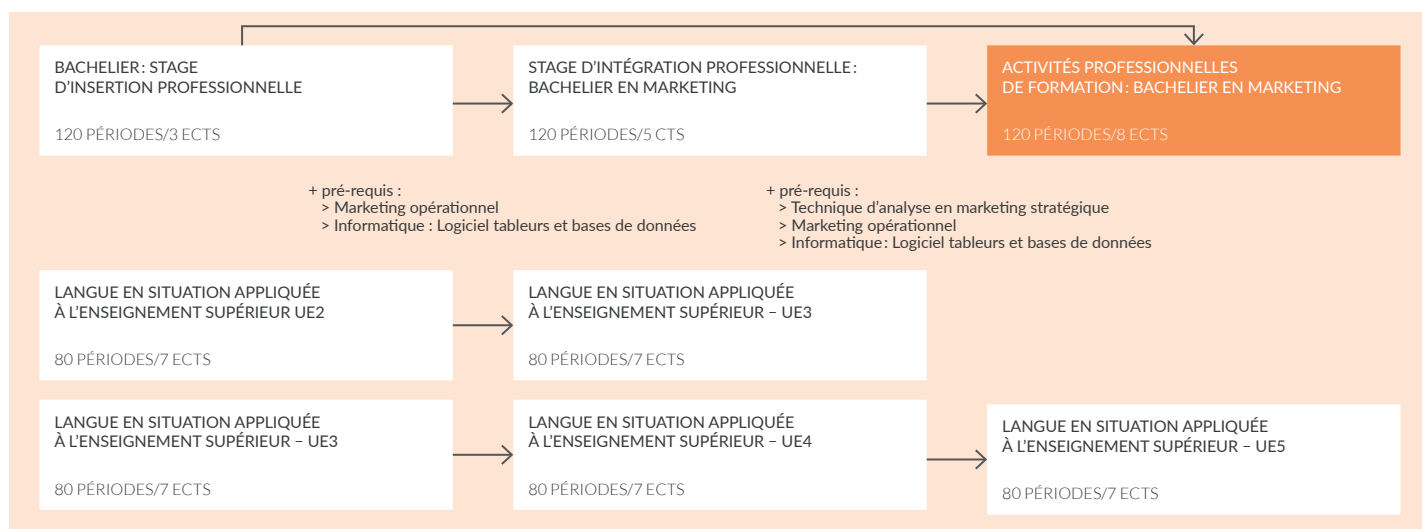 BACHELIER : STAGE
D'INSERTION PROFESSIONNELLE
120 PÉRIODES/3 ECTS
STAGE D'INTÉGRATION PROFESSIONNELLE :
BACHELIER EN MARKETING
120 PÉRIODES/5 CTS
ACTIVITÉS PROFESSIONNELLES
DE FORMATION : BACHELIER EN MARKETING
120 PÉRIODES/8 ECTS
+ pré-requis :
> Marketing opérationnel
> Informatique : Logiciel tableurs et bases de données
+ pré-requis :
> Technique d'analyse en marketing stratégique
> Marketing opérationnel
> Informatique : Logiciel tableurs et bases de données
LANGUE EN SITUATION APPLIQUÉE
À L'ENSEIGNEMENT SUPÉRIEUR UE2
80 PÉRIODES/7 ECTS
LANGUE EN SITUATION APPLIQUÉE
À L'ENSEIGNEMENT SUPÉRIEUR – UE3
80 PÉRIODES/7 ECTS
LANGUE EN SITUATION APPLIQUÉE
À L'ENSEIGNEMENT SUPÉRIEUR – UE3
80 PÉRIODES/7 ECTS
LANGUE EN SITUATION APPLIQUÉE
À L'ENSEIGNEMENT SUPÉRIEUR – UE4
80 PÉRIODES/7 ECTS
LANGUE EN SITUATION APPLIQUÉE
À L'ENSEIGNEMENT SUPÉRIEUR – UE5
80 PÉRIODES/7 ECTS